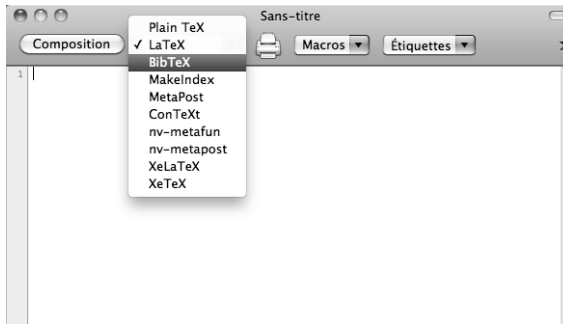 Sans-titre
Composition
Plain TeX
✓ LaTeX
BibTeX
MakeIndex
MetaPost
ConTeXt
nv-metafun
nv-metapost
XeLaTeX
XeTeX
Macros
Étiquettes
1